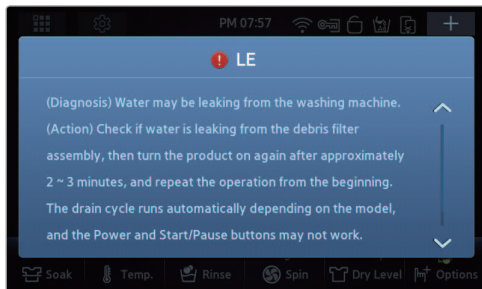 PM 07:57
LE
(Diagnosis) Water may be leaking from the washing machine.
(Action) Check if water is leaking from the debris filter
assembly, then turn the product on again after approximately
2 ~ 3 minutes, and repeat the operation from the beginning.
The drain cycle runs automatically depending on the model,
and the Power and Start/Pause buttons may not work.
Soak Temp. Rinse Spin Dry Level Options